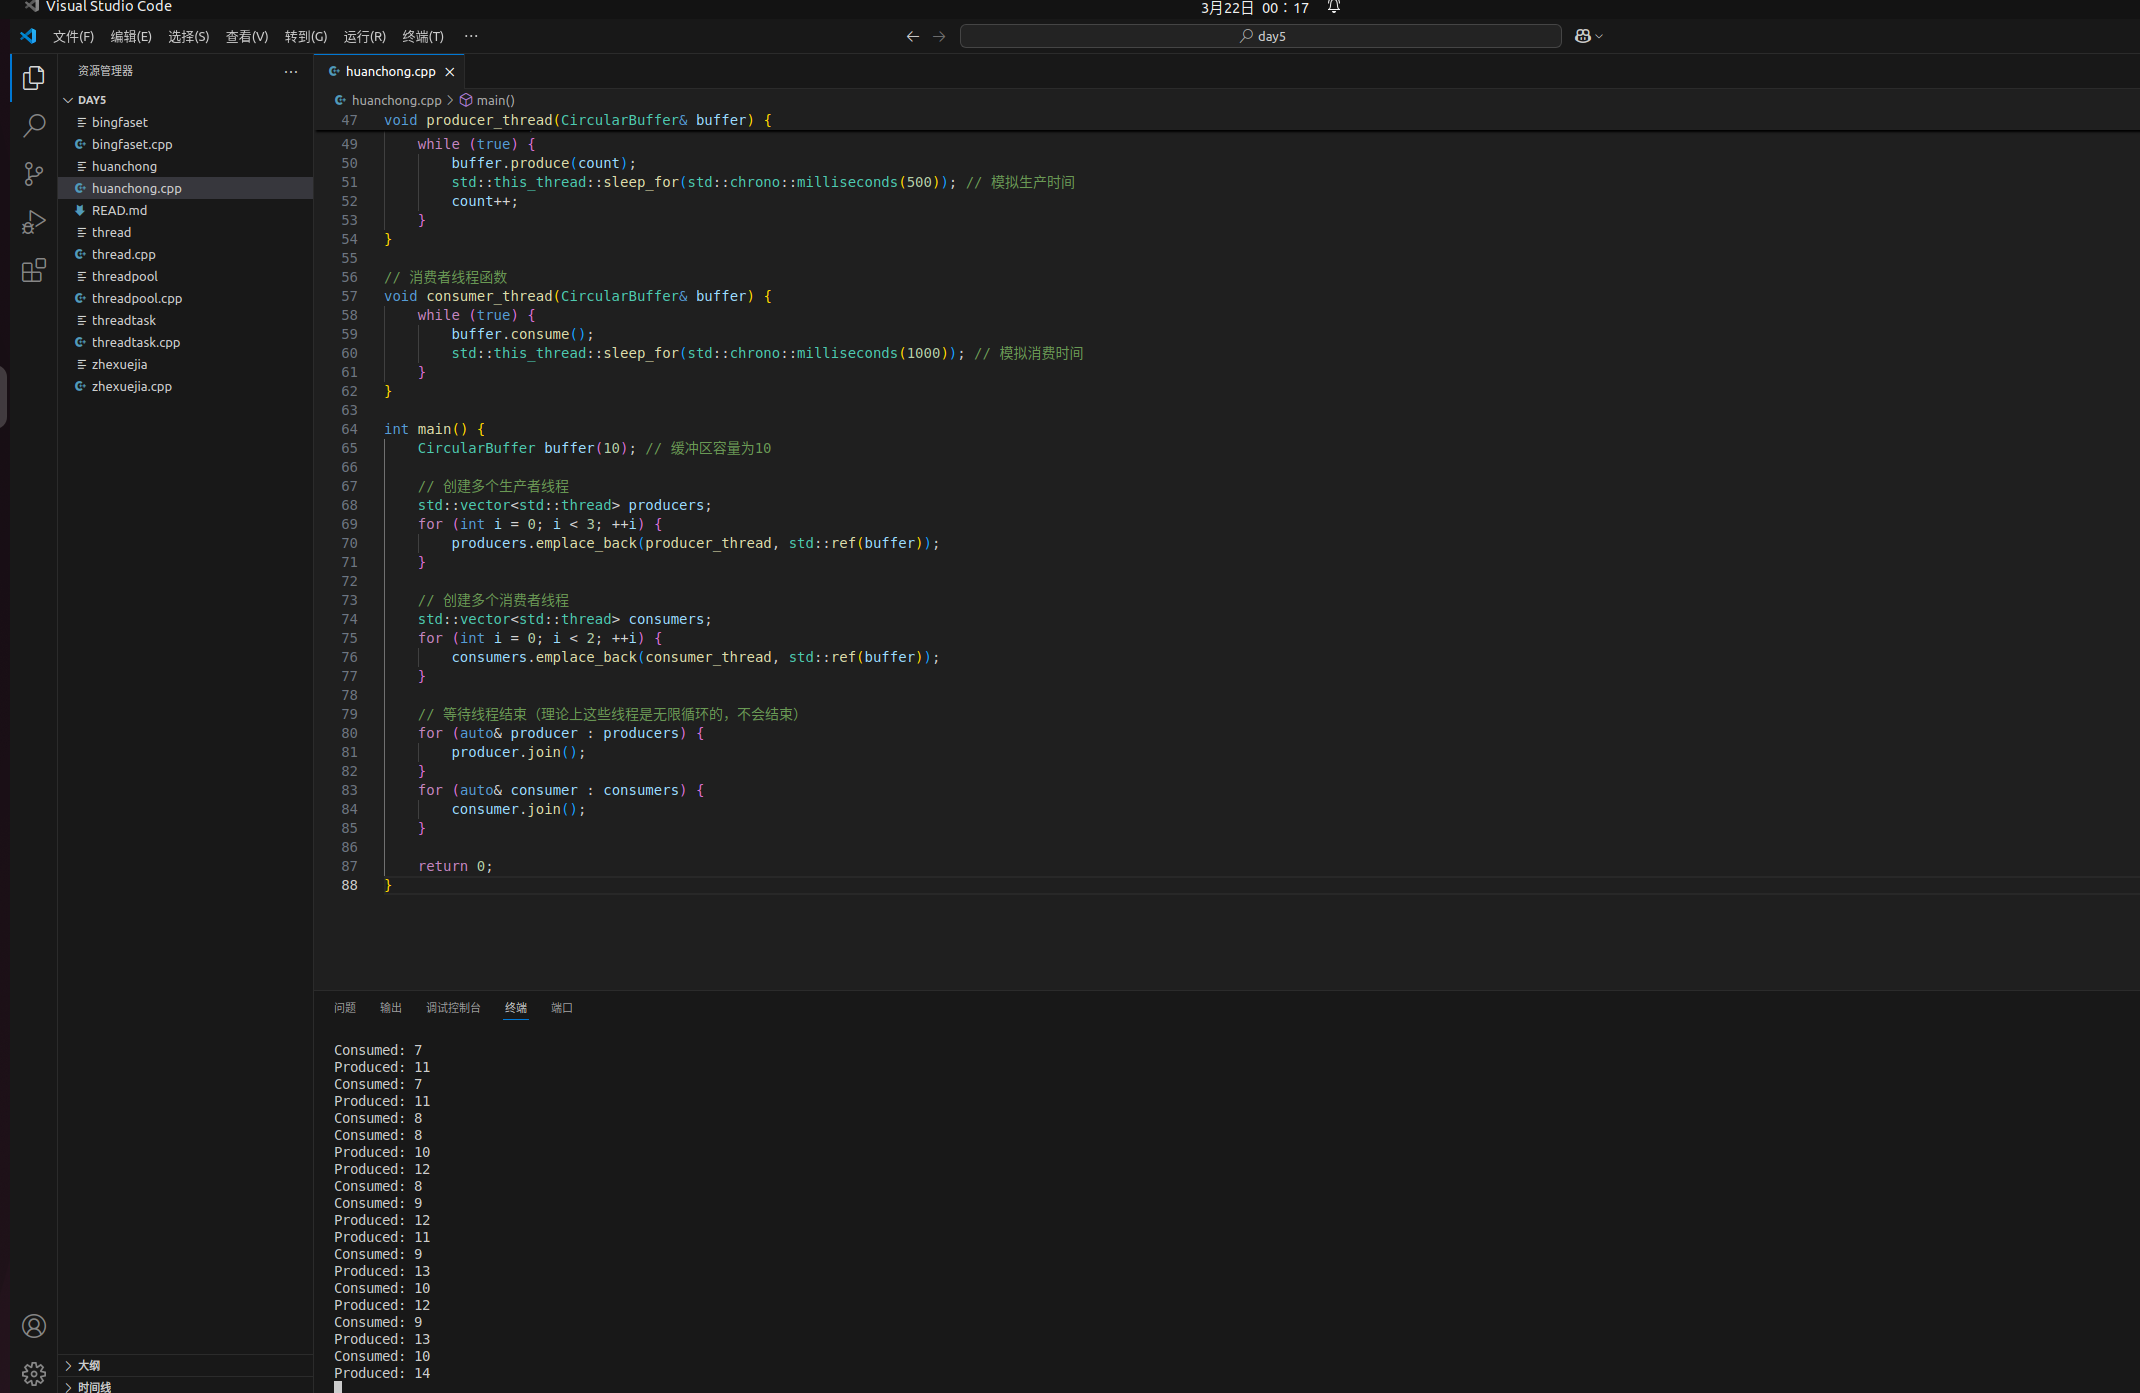 Visual Studio Code
3月22日 00：17
文件(F) 编辑(E) 选择(S) 查看(V) 转到(G) 运行(R) 终端(T) ···
day5
资源管理器
DAY5
bingfaset
bingfaset.cpp
huanchong
huanchong.cpp
READ.md
thread
thread.cpp
threadpool
threadpool.cpp
threadtask
threadtask.cpp
zhexuejia
zhexuejia.cpp
大纲
时间线
huanchong.cpp
huanchong.cpp > main()
47 void producer_thread(CircularBuffer& buffer) {
49 while (true) {
50 buffer.produce(count);
51 std::this_thread::sleep_for(std::chrono::milliseconds(500)); // 模拟生产时间
52 count++;
53 }
54 }
55
56 // 消费者线程函数
57 void consumer_thread(CircularBuffer& buffer) {
58 while (true) {
59 buffer.consume();
60 std::this_thread::sleep_for(std::chrono::milliseconds(1000)); // 模拟消费时间
61 }
62 }
63
64 int main() {
65 CircularBuffer buffer(10); // 缓冲区容量为10
66
67 // 创建多个生产者线程
68 std::vector<std::thread> producers;
69 for (int i = 0; i < 3; ++i) {
70 producers.emplace_back(producer_thread, std::ref(buffer));
71 }
72
73 // 创建多个消费者线程
74 std::vector<std::thread> consumers;
75 for (int i = 0; i < 2; ++i) {
76 consumers.emplace_back(consumer_thread, std::ref(buffer));
77 }
78
79 // 等待线程结束（理论上这些线程是无限循环的，不会结束）
80 for (auto& producer : producers) {
81 producer.join();
82 }
83 for (auto& consumer : consumers) {
84 consumer.join();
85 }
86
87 return 0;
88 }
问题 输出 调试控制台 终端 端口
Consumed: 7
Produced: 11
Consumed: 7
Produced: 11
Consumed: 8
Consumed: 8
Produced: 10
Produced: 12
Consumed: 8
Consumed: 9
Produced: 12
Produced: 11
Consumed: 9
Produced: 13
Consumed: 10
Produced: 12
Consumed: 9
Produced: 13
Consumed: 10
Produced: 14